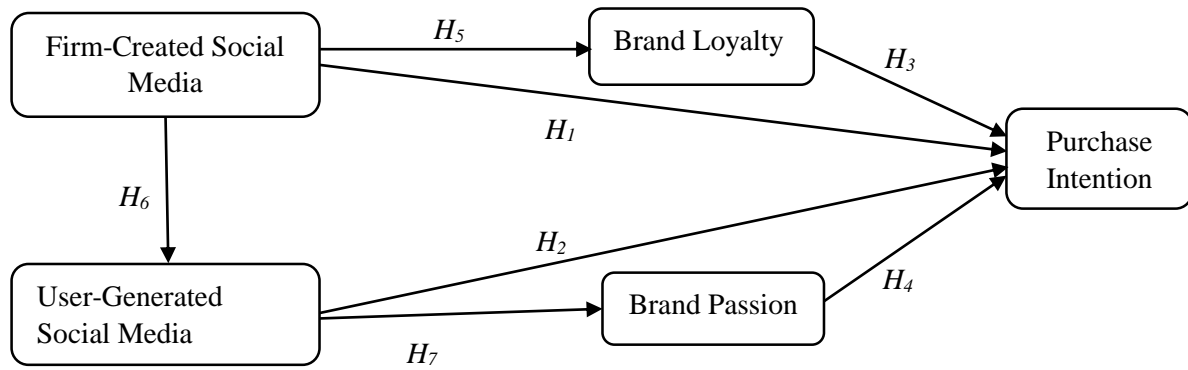 Firm-Created Social
Media
H5
Brand Loyalty
H3
H1
Purchase
Intention
H6
H2
User-Generated
Social Media
Brand Passion
H4
H7